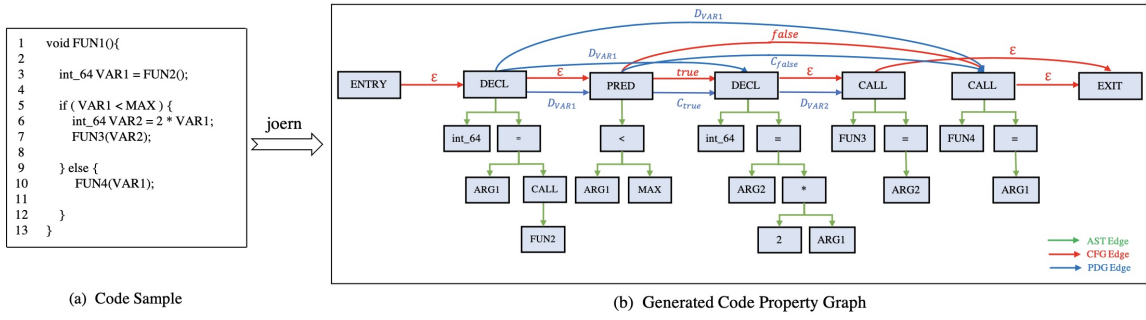 1 void FUN1(){
2
3 int_64 VAR1 = FUN2();
4
5 if ( VAR1 < MAX ) {
6 int_64 VAR2 = 2 * VAR1;
7 FUN3(VAR2);
8
9 } else {
10 FUN4(VAR1);
11
12 }
13 }
(a) Code Sample
joern
D_VAR1
false
D_VAR1 C_false ε
ENTRY ε DECL ε PRED true DECL ε CALL CALL ε EXIT
D_VAR1 C_true D_VAR2
int_64 = < int_64 = FUN3 = FUN4 =
ARG1 CALL ARG1 MAX ARG2 * ARG2 ARG1
FUN2 2 ARG1
AST Edge
CFG Edge
PDG Edge
(b) Generated Code Property Graph